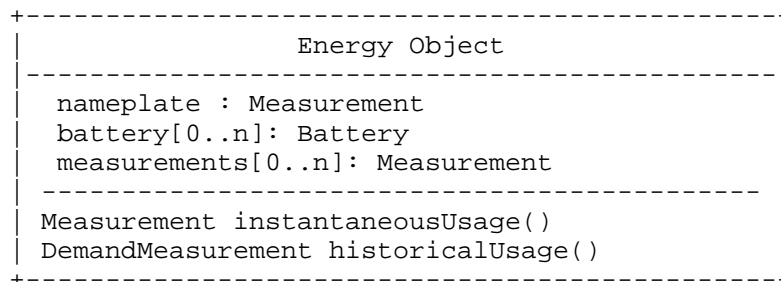 +-----------------------------------------------
|                Energy Object
|-----------------------------------------------
|  nameplate : Measurement
|  battery[0..n]: Battery
|  measurements[0..n]: Measurement
| ---------------------------------------------
| Measurement instantaneousUsage()
| DemandMeasurement historicalUsage()
+-----------------------------------------------